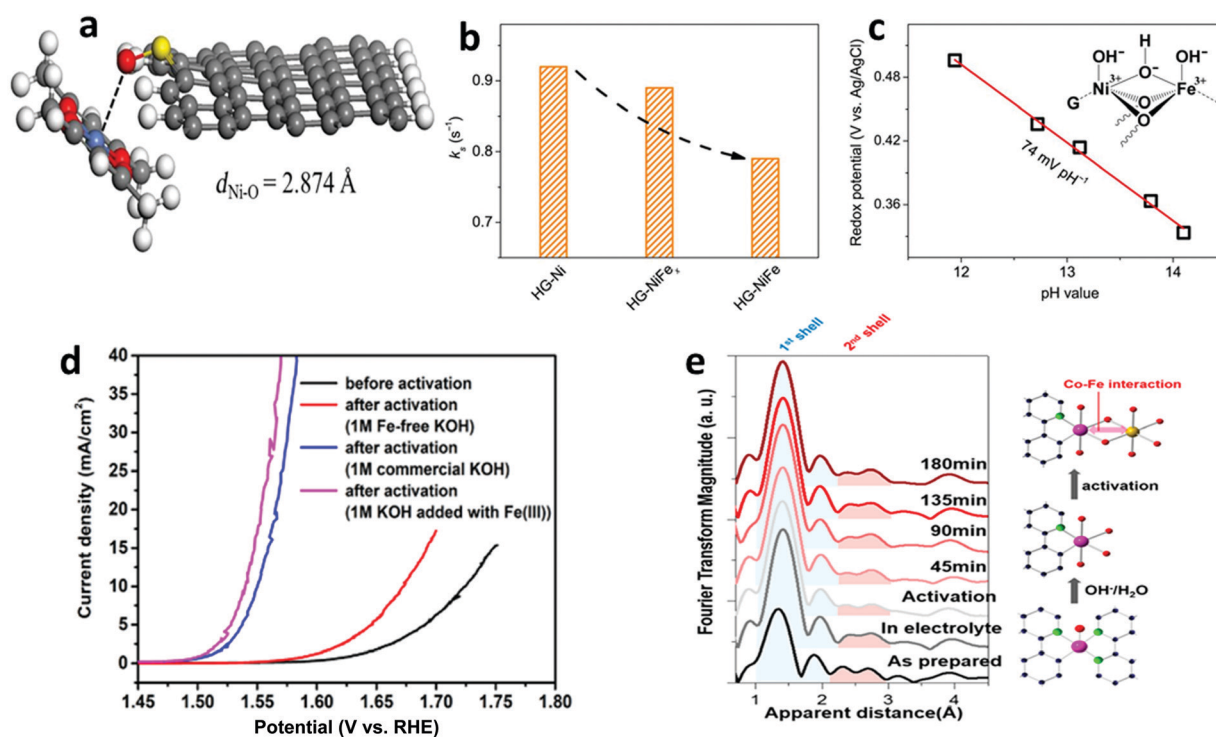 a
d_Ni-O = 2.874 Å
b
k_s (s⁻¹)
0.9
0.8
0.7
HG-Ni
HG-NiFeₓ
HG-NiFe
c
Redox potential (V vs. Ag/AgCl)
0.48
0.42
0.36
12
13
14
pH value
74 mV pH⁻¹
OH⁻
H
OH⁻
3+
O⁻
3+
Ni
Fe
G
O
O
d
Current density (mA/cm²)
40
35
30
25
20
15
10
5
0
before activation
after activation
(1M Fe-free KOH)
after activation
(1M commercial KOH)
after activation
(1M KOH added with Fe(III))
1.45
1.50
1.55
1.60
1.65
1.70
1.75
1.80
Potential (V vs. RHE)
e
1ˢᵗ shell
2ⁿᵈ shell
Fourier Transform Magnitude (a. u.)
180min
135min
90min
45min
Activation
In electrolyte
As prepared
1
2
3
4
Apparent distance(Å)
Co-Fe interaction
activation
OH⁻/H₂O